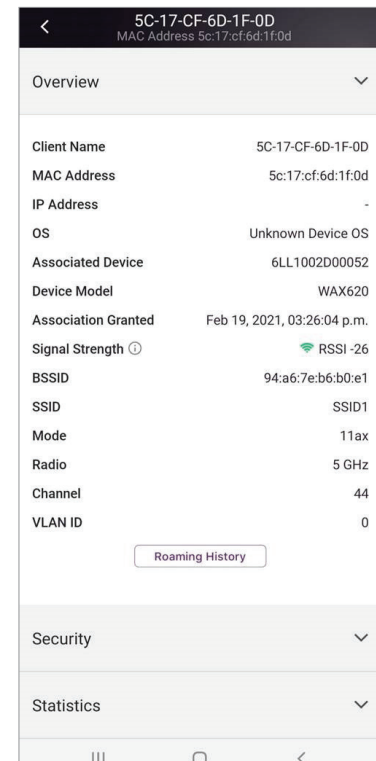 5C-17-CF-6D-1F-0D
MAC Address 5c:17:cf:6d:1f:0d
Overview
Client Name 5C-17-CF-6D-1F-0D
MAC Address 5c:17:cf:6d:1f:0d
IP Address -
OS Unknown Device OS
Associated Device 6LL1002D00052
Device Model WAX620
Association Granted Feb 19, 2021, 03:26:04 p.m.
Signal Strength RSSI -26
BSSID 94:a6:7e:b6:b0:e1
SSID SSID1
Mode 11ax
Radio 5 GHz
Channel 44
VLAN ID 0
Roaming History
Security
Statistics